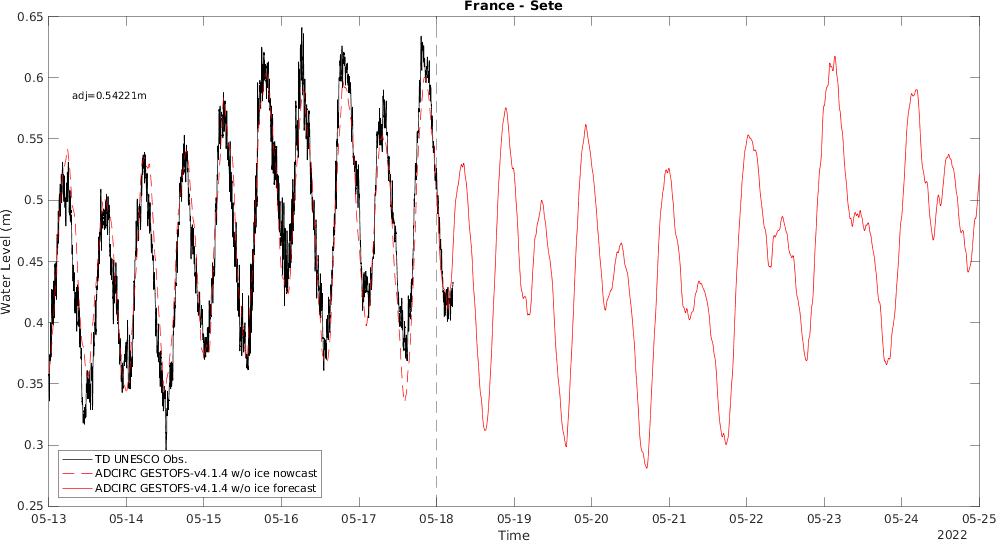 France - Sete
0.65
0.6
0.55
0.5
0.45
0.4
0.35
0.3
0.25
Water Level (m)
adj=0.54221m
TD UNESCO Obs.
ADCIRC GESTOFS-v4.1.4 w/o ice nowcast
ADCIRC GESTOFS-v4.1.4 w/o ice forecast
05-13 05-14 05-15 05-16 05-17 05-18 05-19 05-20 05-21 05-22 05-23 05-24 05-25
Time
2022